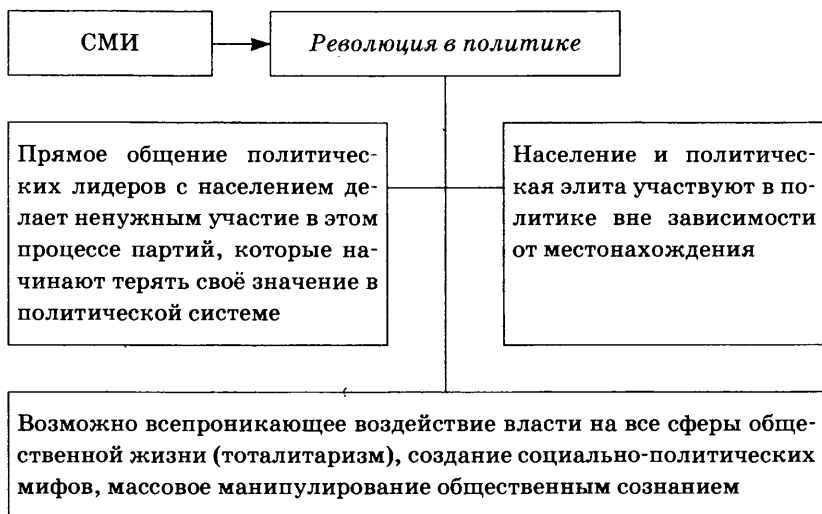 СМИ
Революция в политике
Прямое общение политичес-
ких лидеров с населением де-
лает ненужным участие в этом
процессе партий, которые на-
чинают терять своё значение в
политической системе
Население и политичес-
кая элита участвуют в по-
литике вне зависимости
от местонахождения
Возможно всепроникающее воздействие власти на все сферы обще-
ственной жизни (тоталитаризм), создание социально-политических
мифов, массовое манипулирование общественным сознанием